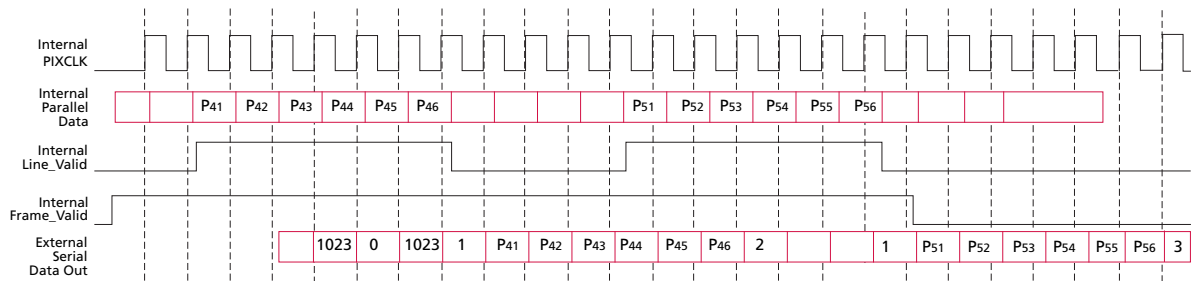 Internal
PIXCLK
Internal
Parallel
Data
P41 P42 P43 P44 P45 P46 P51 P52 P53 P54 P55 P56
Internal
Line_Valid
Internal
Frame_Valid
External
Serial
Data Out
1023 0 1023 1 P41 P42 P43 P44 P45 P46 2 1 P51 P52 P53 P54 P55 P56 3